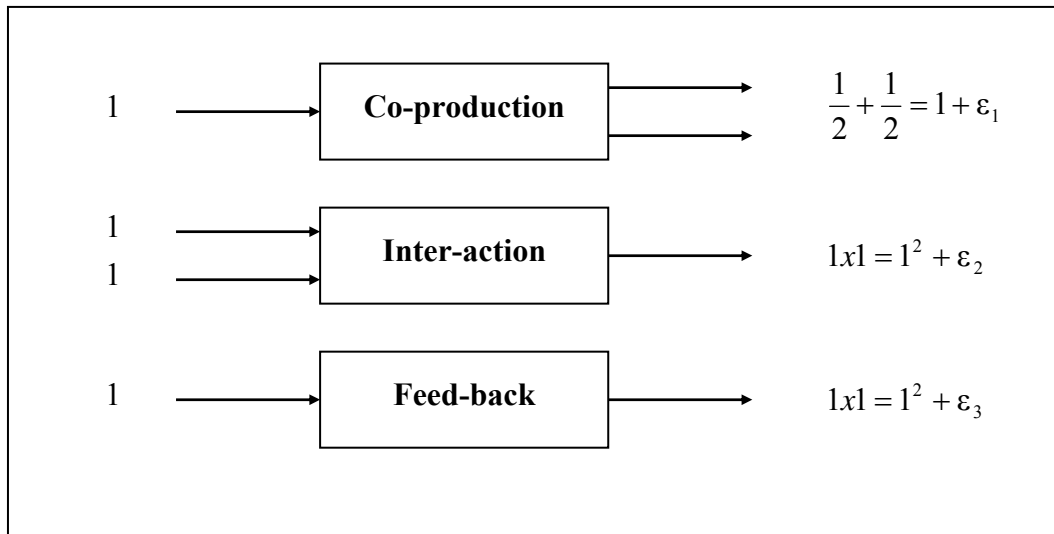 1 Co-production 1/2 + 1/2 = 1 + ε₁
1
1 Inter-action 1x1 = 1² + ε₂
1 Feed-back 1x1 = 1² + ε₃